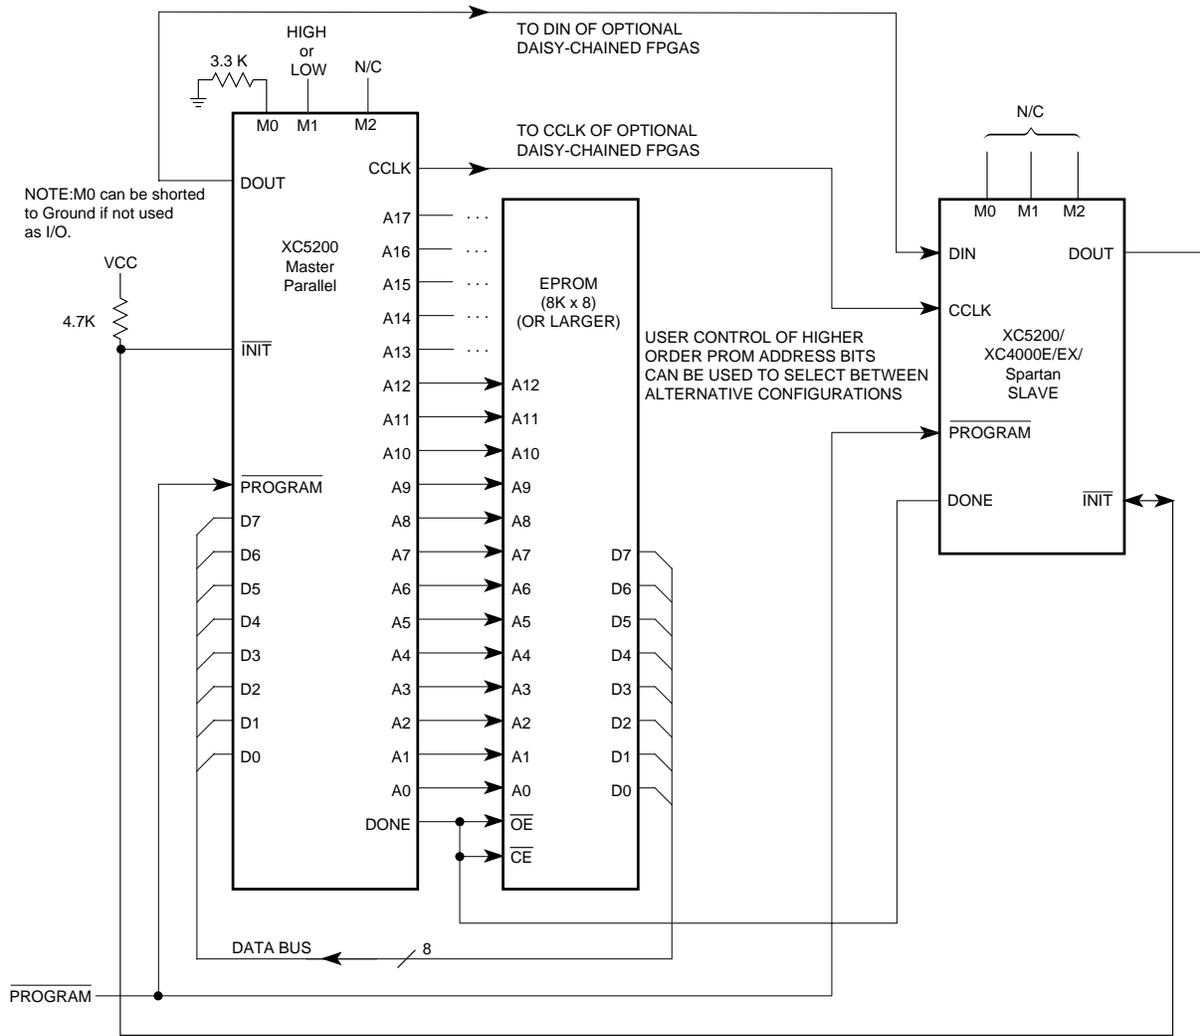 TO DIN OF OPTIONAL
DAISY-CHAINED FPGAS
HIGH
or
LOW
3.3 K
N/C
M0 M1 M2
TO CCLK OF OPTIONAL
DAISY-CHAINED FPGAS
N/C
NOTE:M0 can be shorted
to Ground if not used
as I/O.
VCC
4.7K
DOUT
INIT
PROGRAM
D7
D6
D5
D4
D3
D2
D1
D0
XC5200
Master
Parallel
CCLK
A17 ...
A16 ...
A15 ...
A14 ...
A13 ...
A12
A11
A10
A9
A8
A7
A6
A5
A4
A3
A2
A1
A0
DONE
EPROM
(8K x 8)
(OR LARGER)
A12
A11
A10
A9
A8
A7
A6
A5
A4
A3
A2
A1
A0
OE
CE
D7
D6
D5
D4
D3
D2
D1
D0
USER CONTROL OF HIGHER
ORDER PROM ADDRESS BITS
CAN BE USED TO SELECT BETWEEN
ALTERNATIVE CONFIGURATIONS
M0 M1 M2
DIN DOUT
CCLK
XC5200/
XC4000E/EX/
Spartan
SLAVE
PROGRAM
DONE INIT
DATA BUS 8
PROGRAM